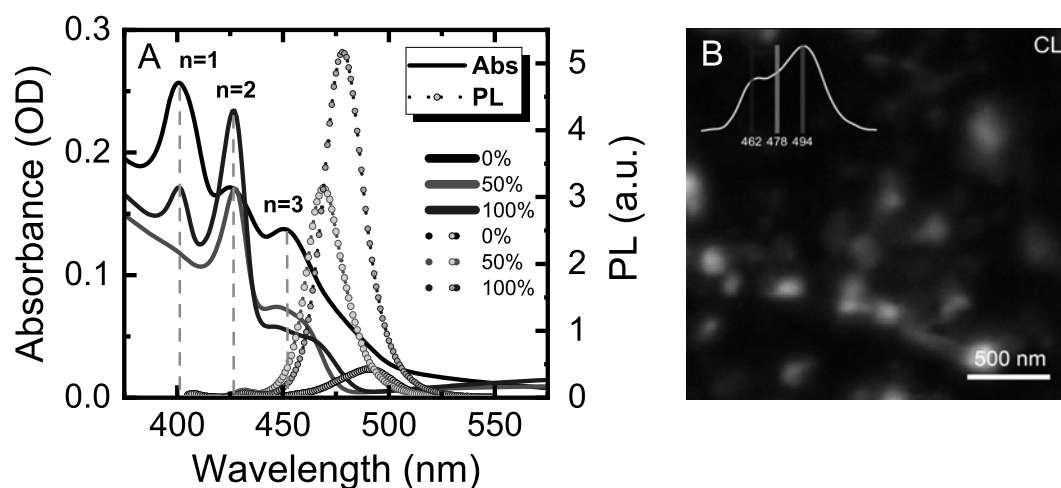 A
n=1
n=2
n=3
Abs
PL
0%
50%
100%
0%
50%
100%
0.3
0.2
0.1
0.0
Absorbance (OD)
5
4
3
2
1
0
PL (a.u.)
400
450
500
550
Wavelength (nm)
B
CL
462 478 494
500 nm